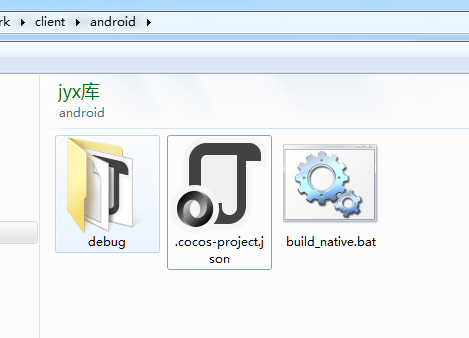 rk ▸ client ▸ android ▸
jyx库
android
debug
.cocos-project.j
son
build_native.bat